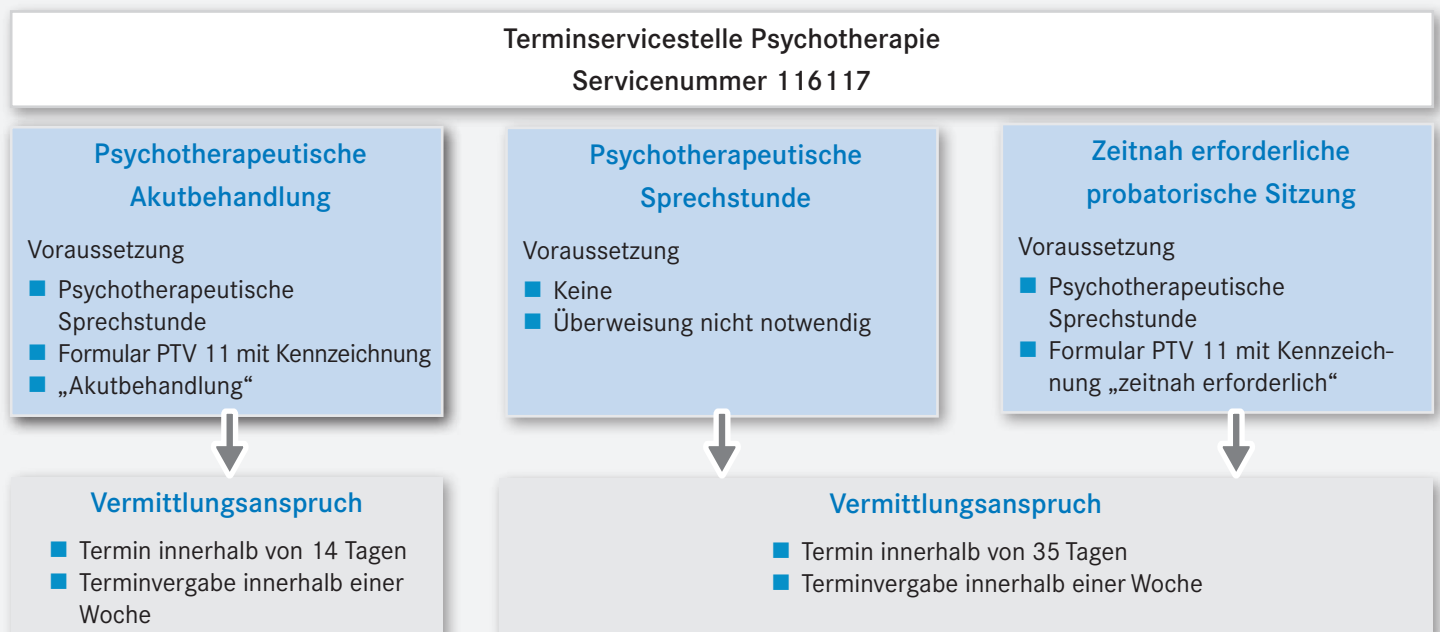 Terminservicestelle Psychotherapie
Servicenummer 116117
Psychotherapeutische
Akutbehandlung
Voraussetzung
Psychotherapeutische
Sprechstunde
Formular PTV 11 mit Kennzeichnung
„Akutbehandlung“
Psychotherapeutische
Sprechstunde
Voraussetzung
Keine
Überweisung nicht notwendig
Zeitnah erforderliche
probatorische Sitzung
Voraussetzung
Psychotherapeutische
Sprechstunde
Formular PTV 11 mit Kennzeich-
nung „zeitnah erforderlich“
Vermittlungsanspruch
Termin innerhalb von 14 Tagen
Terminvergabe innerhalb einer
Woche
Vermittlungsanspruch
Termin innerhalb von 35 Tagen
Terminvergabe innerhalb einer Woche